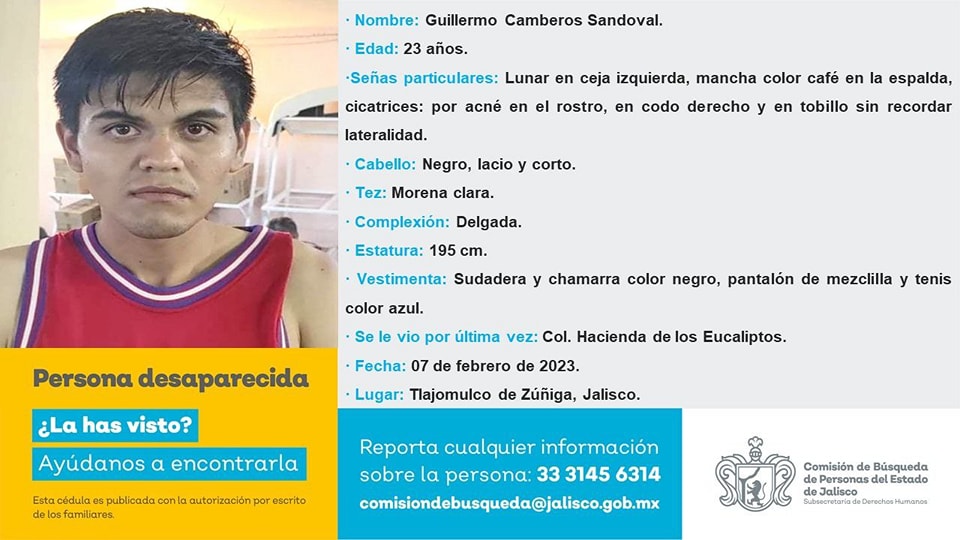 · Nombre: Guillermo Camberos Sandoval.
· Edad: 23 años.
·Señas particulares: Lunar en ceja izquierda, mancha color café en la espalda,
cicatrices: por acné en el rostro, en codo derecho y en tobillo sin recordar
lateralidad.
· Cabello: Negro, lacio y corto.
· Tez: Morena clara.
· Complexión: Delgada.
· Estatura: 195 cm.
· Vestimenta: Sudadera y chamarra color negro, pantalón de mezclilla y tenis
color azul.
· Se le vio por última vez: Col. Hacienda de los Eucaliptos.
· Fecha: 07 de febrero de 2023.
· Lugar: Tlajomulco de Zúñiga, Jalisco.
Persona desaparecida
¿La has visto?
Ayúdanos a encontrarla
Esta cédula es publicada con la autorización por escrito
de los familiares.
Reporta cualquier información
sobre la persona: 33 3145 6314
comisiondebusqueda@jalisco.gob.mx
Comisión de Búsqueda
de Personas del Estado
de Jalisco
Subsecretaría de Derechos Humanos